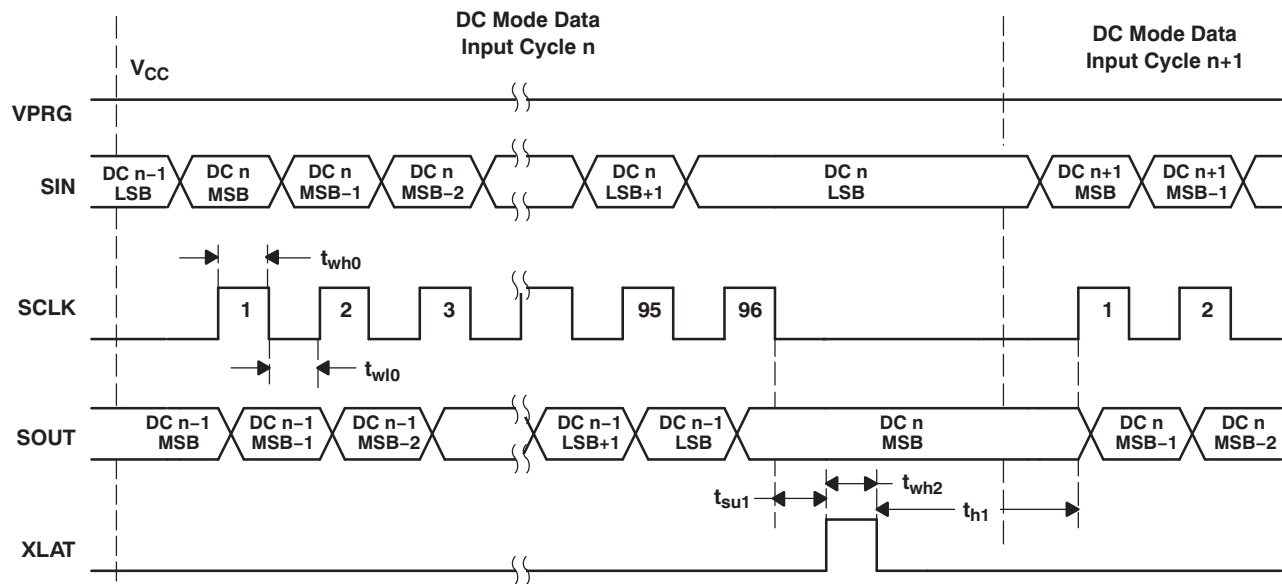 DC Mode Data
Input Cycle n
DC Mode Data
Input Cycle n+1
VCC
VPRG
SIN
DC n−1
LSB
DC n
MSB
DC n
MSB−1
DC n
MSB−2
DC n
LSB+1
DC n
LSB
DC n+1
MSB
DC n+1
MSB−1
twh0
SCLK
1
2
3
95
96
1
2
twl0
SOUT
DC n−1
MSB
DC n−1
MSB−1
DC n−1
MSB−2
DC n−1
LSB+1
DC n−1
LSB
DC n
MSB
DC n
MSB−1
DC n
MSB−2
tsu1
twh2
th1
XLAT